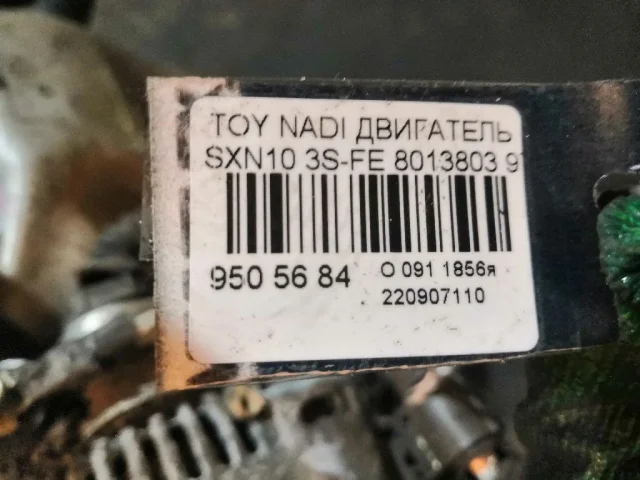 TOY NADI ДВИГАТЕЛЬ
SXN10 3S-FE 8013803 9
950 56 84
О 091 1856я
220907110